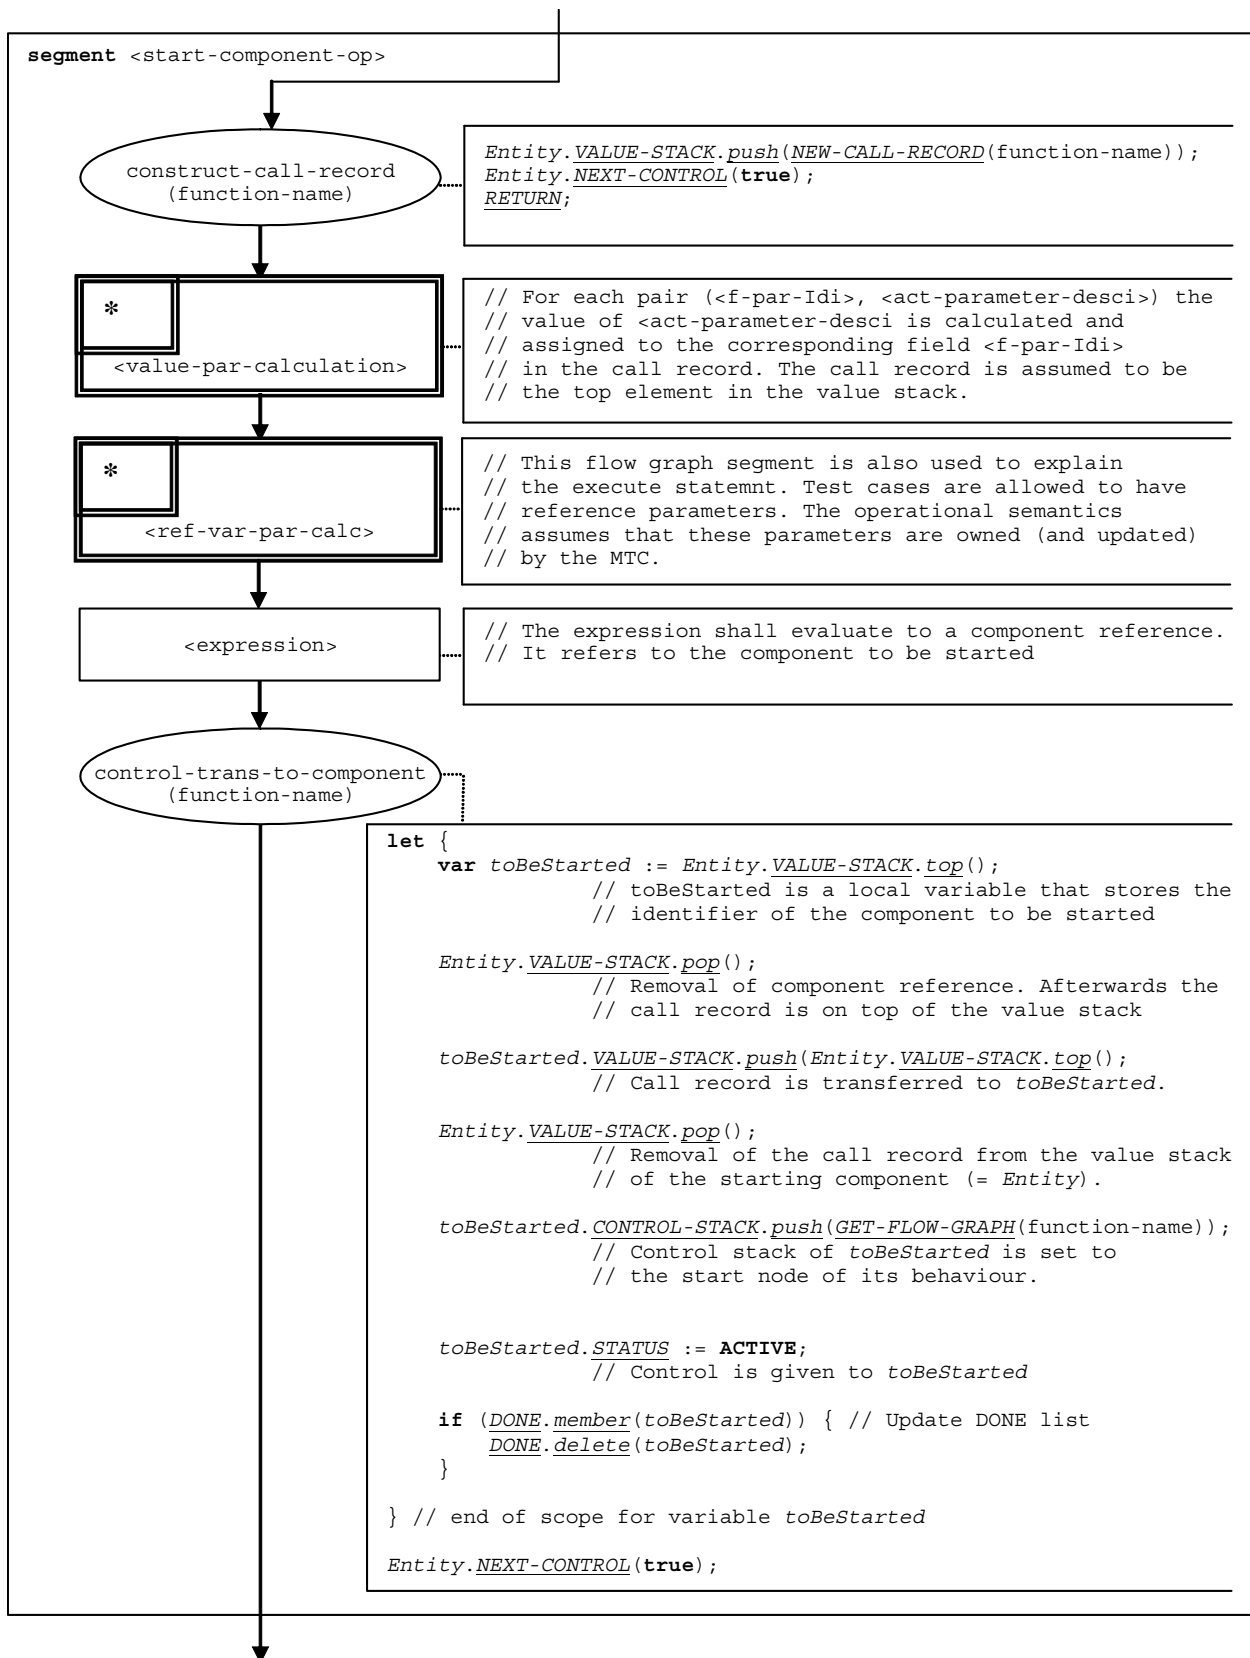 segment <start-component-op>
construct-call-record
(function-name)
Entity.VALUE-STACK.push(NEW-CALL-RECORD(function-name));
Entity.NEXT-CONTROL(true);
RETURN;
*
<value-par-calculation>
// For each pair (<f-par-Idi>, <act-parameter-desci>) the
// value of <act-parameter-desci is calculated and
// assigned to the corresponding field <f-par-Idi>
// in the call record. The call record is assumed to be
// the top element in the value stack.
*
<ref-var-par-calc>
// This flow graph segment is also used to explain
// the execute statemnt. Test cases are allowed to have
// reference parameters. The operational semantics
// assumes that these parameters are owned (and updated)
// by the MTC.
<expression>
// The expression shall evaluate to a component reference.
// It refers to the component to be started
control-trans-to-component
(function-name)
let {
var toBeStarted := Entity.VALUE-STACK.top();
// toBeStarted is a local variable that stores the
// identifier of the component to be started
Entity.VALUE-STACK.pop();
// Removal of component reference. Afterwards the
// call record is on top of the value stack
toBeStarted.VALUE-STACK.push(Entity.VALUE-STACK.top();
// Call record is transferred to toBeStarted.
Entity.VALUE-STACK.pop();
// Removal of the call record from the value stack
// of the starting component (= Entity).
toBeStarted.CONTROL-STACK.push(GET-FLOW-GRAPH(function-name));
// Control stack of toBeStarted is set to
// the start node of its behaviour.
toBeStarted.STATUS := ACTIVE;
// Control is given to toBeStarted
if (DONE.member(toBeStarted)) { // Update DONE list
DONE.delete(toBeStarted);
}
} // end of scope for variable toBeStarted
Entity.NEXT-CONTROL(true);